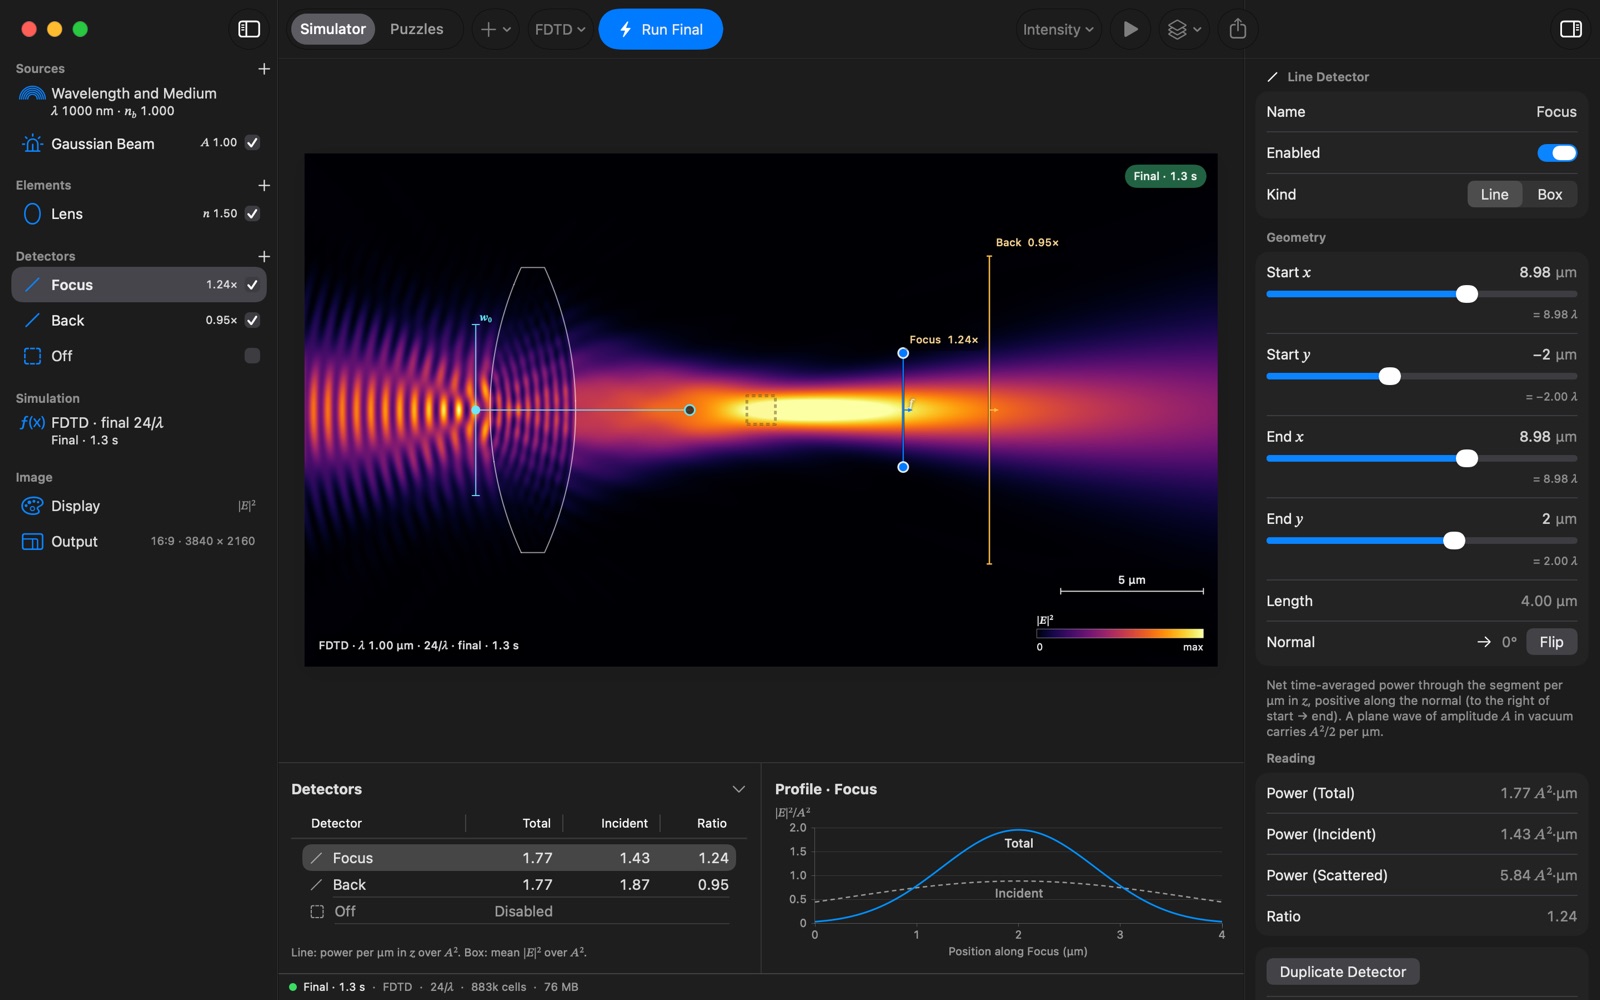 Simulator
Puzzles
FDTD
Run Final
Intensity
Sources
Wavelength and Medium
λ 1000 nm · n_b 1.000
Gaussian Beam A 1.00
Elements
Lens n 1.50
Detectors
Focus 1.24×
Back 0.95×
Off
Simulation
f(x) FDTD · final 24/λ
Final · 1.3 s
Image
Display |E|²
Output 16:9 · 3840 × 2160
Final · 1.3 s
Back 0.95×
w₀
Focus 1.24×
5 µm
|E|²
0 max
FDTD · λ 1.00 µm · 24/λ · final · 1.3 s
Detectors
Detector Total Incident Ratio
Focus 1.77 1.43 1.24
Back 1.77 1.87 0.95
Off Disabled
Line: power per µm in z over A². Box: mean |E|² over A².
Profile · Focus
|E|²/A²
2.0
1.5
1.0
0.5
0
Total
Incident
0 1 2 3 4
Position along Focus (µm)
Final · 1.3 s · FDTD · 24/λ · 883k cells · 76 MB
Line Detector
Name Focus
Enabled
Kind Line Box
Geometry
Start x 8.98 µm
= 8.98 λ
Start y −2 µm
= −2.00 λ
End x 8.98 µm
= 8.98 λ
End y 2 µm
= 2.00 λ
Length 4.00 µm
Normal → 0° Flip
Net time-averaged power through the segment per
µm in z, positive along the normal (to the right of
start → end). A plane wave of amplitude A in vacuum
carries A²/2 per µm.
Reading
Power (Total) 1.77 A²·µm
Power (Incident) 1.43 A²·µm
Power (Scattered) 5.84 A²·µm
Ratio 1.24
Duplicate Detector